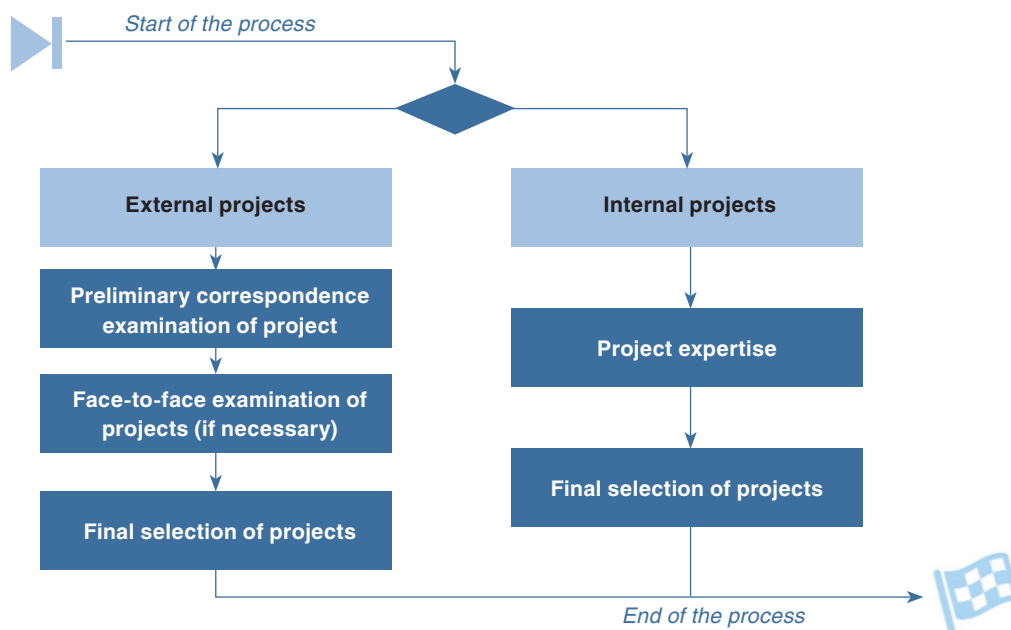 Start of the process
External projects
Internal projects
Preliminary correspondence
examination of project
Project expertise
Face-to-face examination of
projects (if necessary)
Final selection of projects
Final selection of projects
End of the process